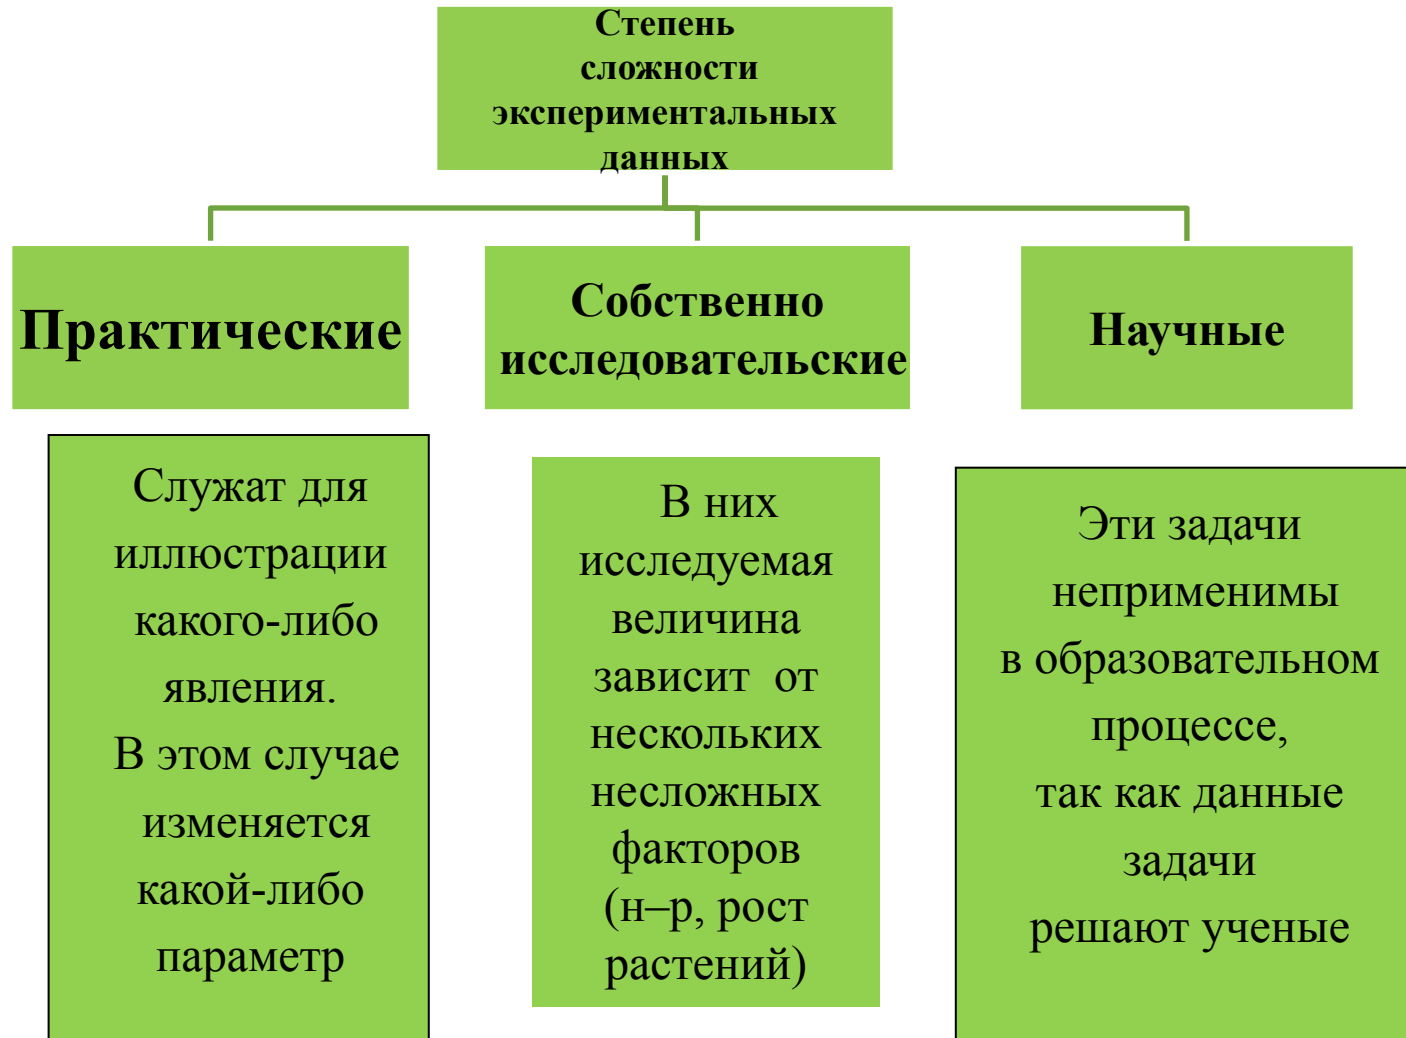 Степень
сложности
экспериментальных
данных
Практические
Собственно
исследовательские
Научные
Служат для
иллюстрации
какого-либо
явления.
В этом случае
изменяется
какой-либо
параметр
В них
исследуемая
величина
зависит от
нескольких
несложных
факторов
(н–р, рост
растений)
Эти задачи
неприменимы
в образовательном
процессе,
так как данные
задачи
решают ученые